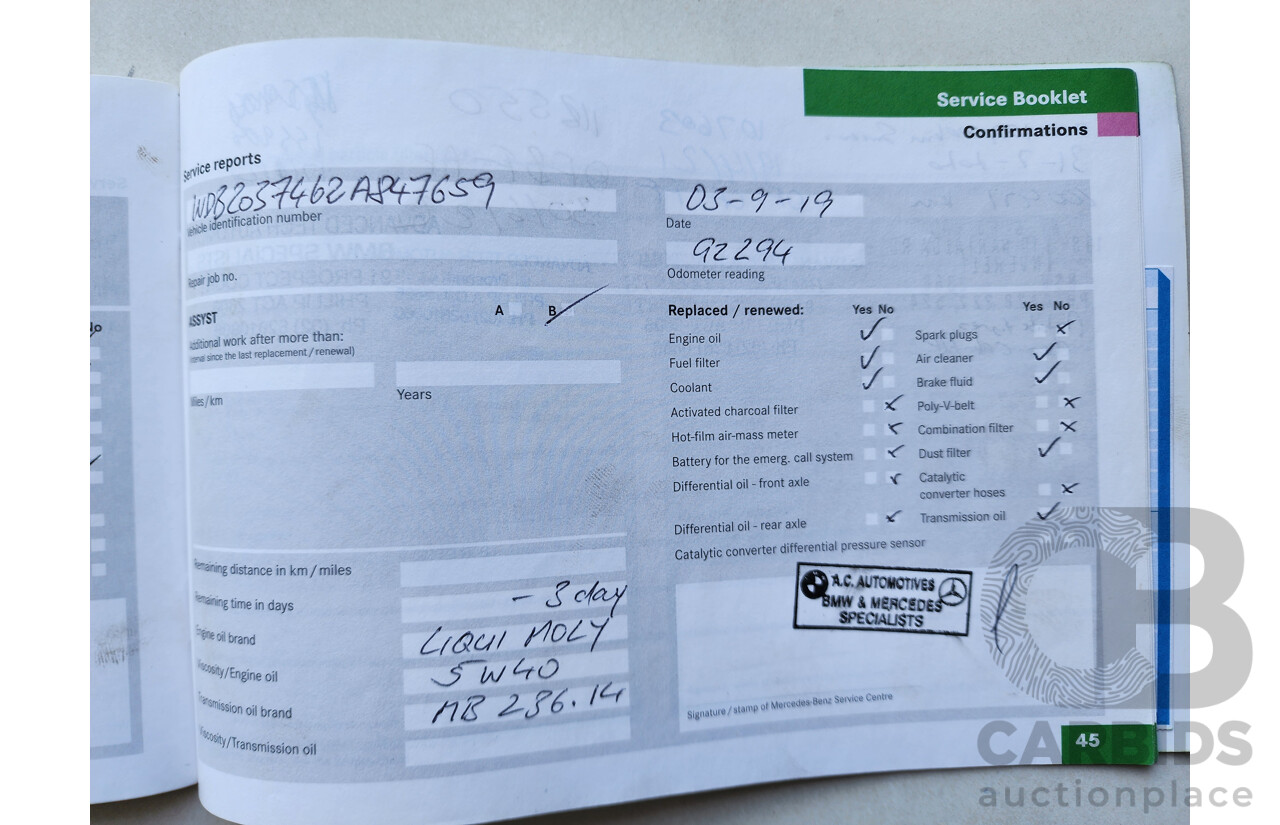 Service Booklet
Confirmations
Service reports
WDB2037462A847659
Vehicle identification number
03-9-19
Date
Repair job no.
92294
Odometer reading
ASSYST
A B
Additional work after more than:
(interval since the last replacement / renewal)
Miles / km
Years
Replaced / renewed: Yes No Yes No
Engine oil
Spark plugs
Fuel filter
Air cleaner
Coolant
Brake fluid
Activated charcoal filter
Poly-V-belt
Hot-film air-mass meter
Combination filter
Battery for the emerg. call system
Dust filter
Differential oil - front axle
Catalytic
converter hoses
Differential oil - rear axle
Transmission oil
Catalytic converter differential pressure sensor
Remaining distance in km / miles
Remaining time in days
- 3 day
Engine oil brand
LIQUI MOLY
Viscosity/Engine oil
5W40
Transmission oil brand
MB 236.14
Viscosity/Transmission oil
A.C. AUTOMOTIVES
BMW & MERCEDES
SPECIALISTS
Signature / stamp of Mercedes-Benz Service Centre
45
CARBIDS
auctionplace